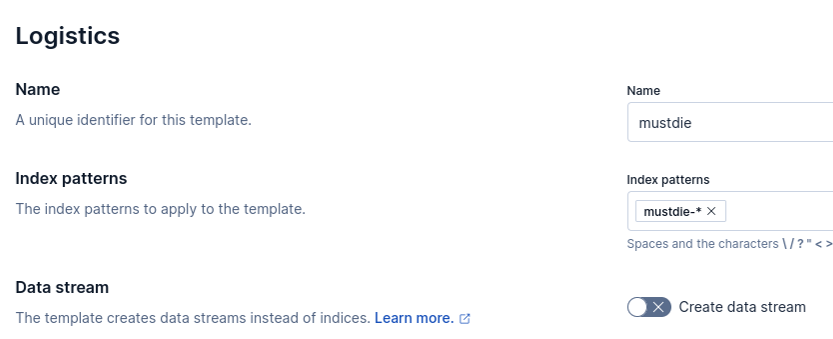 Logistics
Name
A unique identifier for this template.
Name
mustdie
Index patterns
The index patterns to apply to the template.
Index patterns
mustdie-*
Spaces and the characters \ / ? " < >
Data stream
The template creates data streams instead of indices. Learn more.
Create data stream